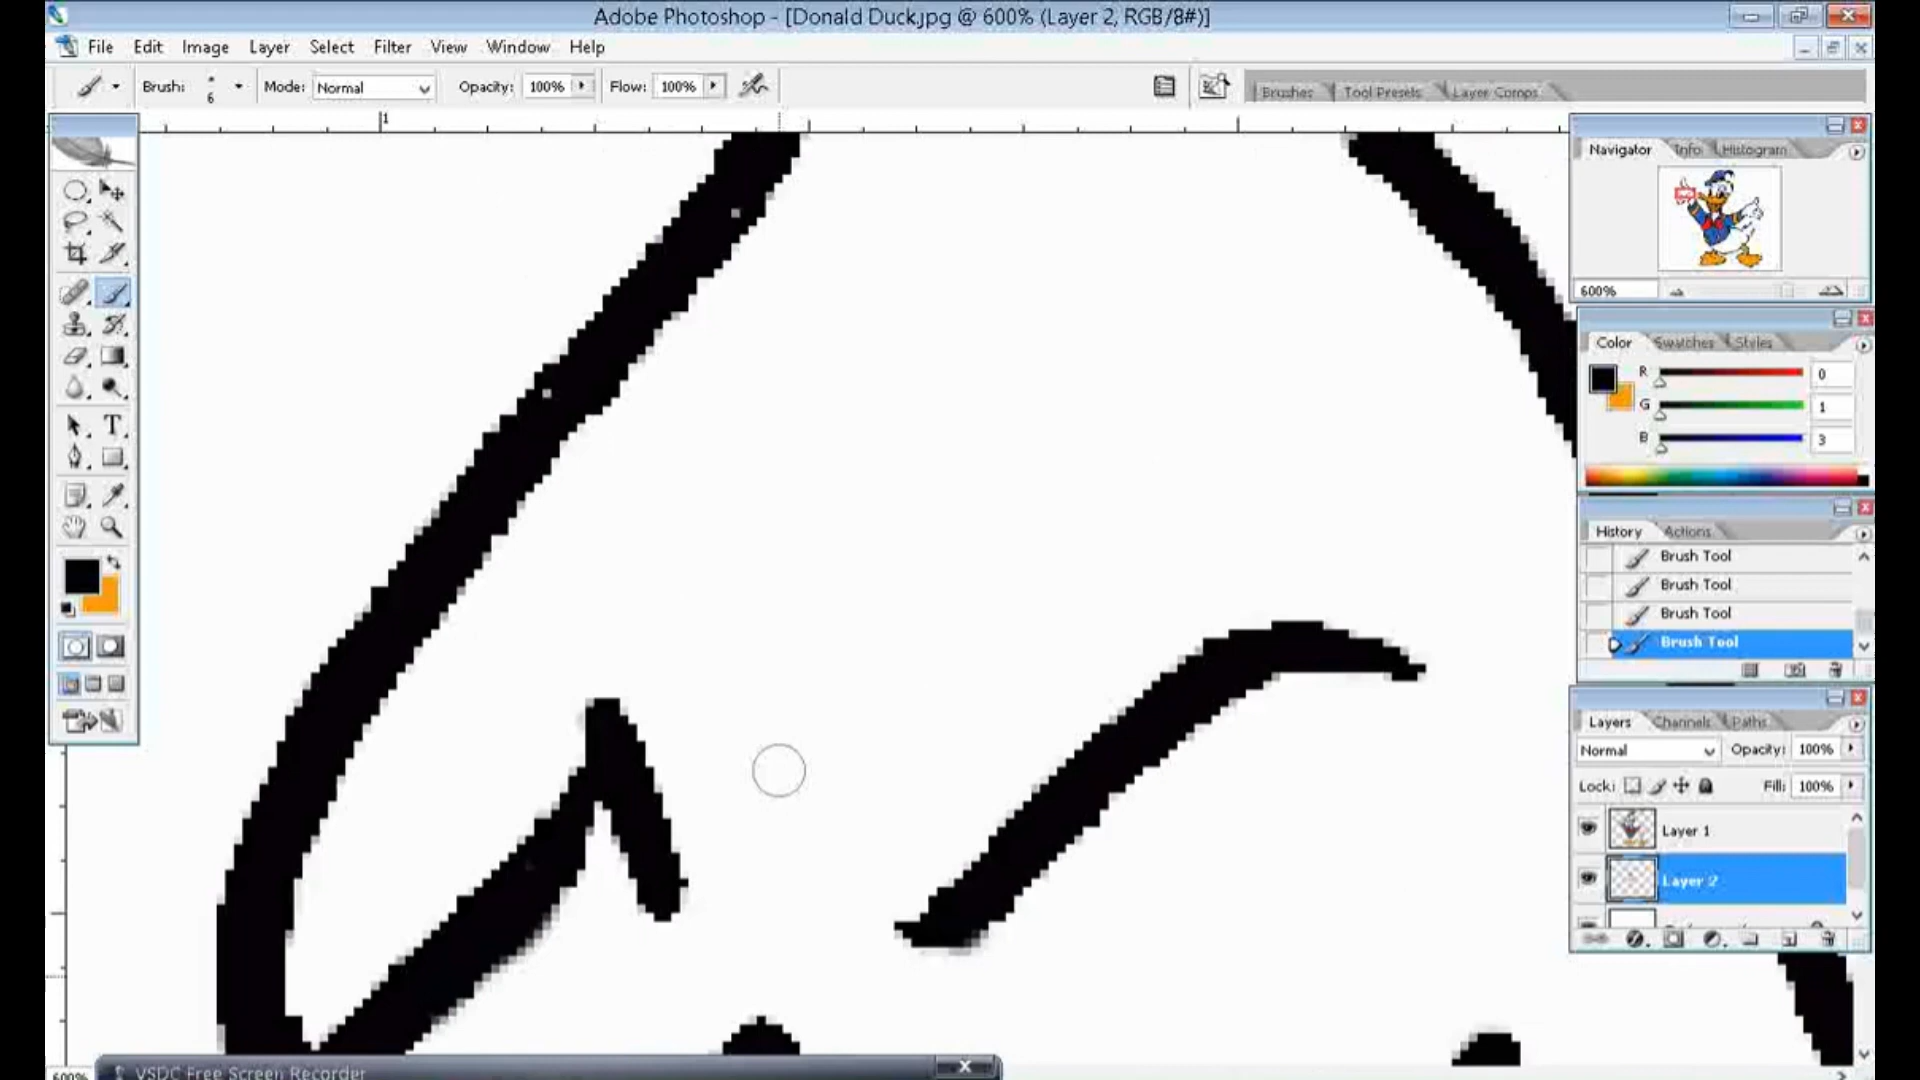 Adobe Photoshop - [Donald Duck.jpg @ 600% (Layer 2, RGB/8#)]
File Edit Image Layer Select Filter View Window Help
Brush: 6 Mode: Normal Opacity: 100% Flow: 100% Brushes Tool Presets Layer Comps
1
Navigator Info Histogram
600%
Color Swatches Styles
R 0
G 1
B 3
T
History Actions
Brush Tool
Brush Tool
Brush Tool
Brush Tool
Layers Channels Paths
Normal Opacity: 100%
Lock: Fill: 100%
Layer 1
Layer 2
600%
VSDC Free Screen Recorder